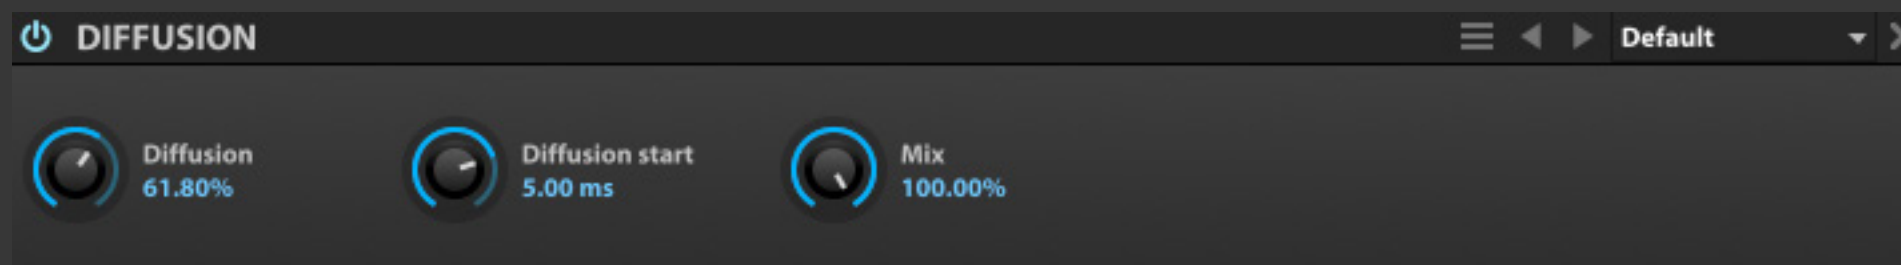 DIFFUSION
Default
Diffusion
61.80%
Diffusion start
5.00 ms
Mix
100.00%